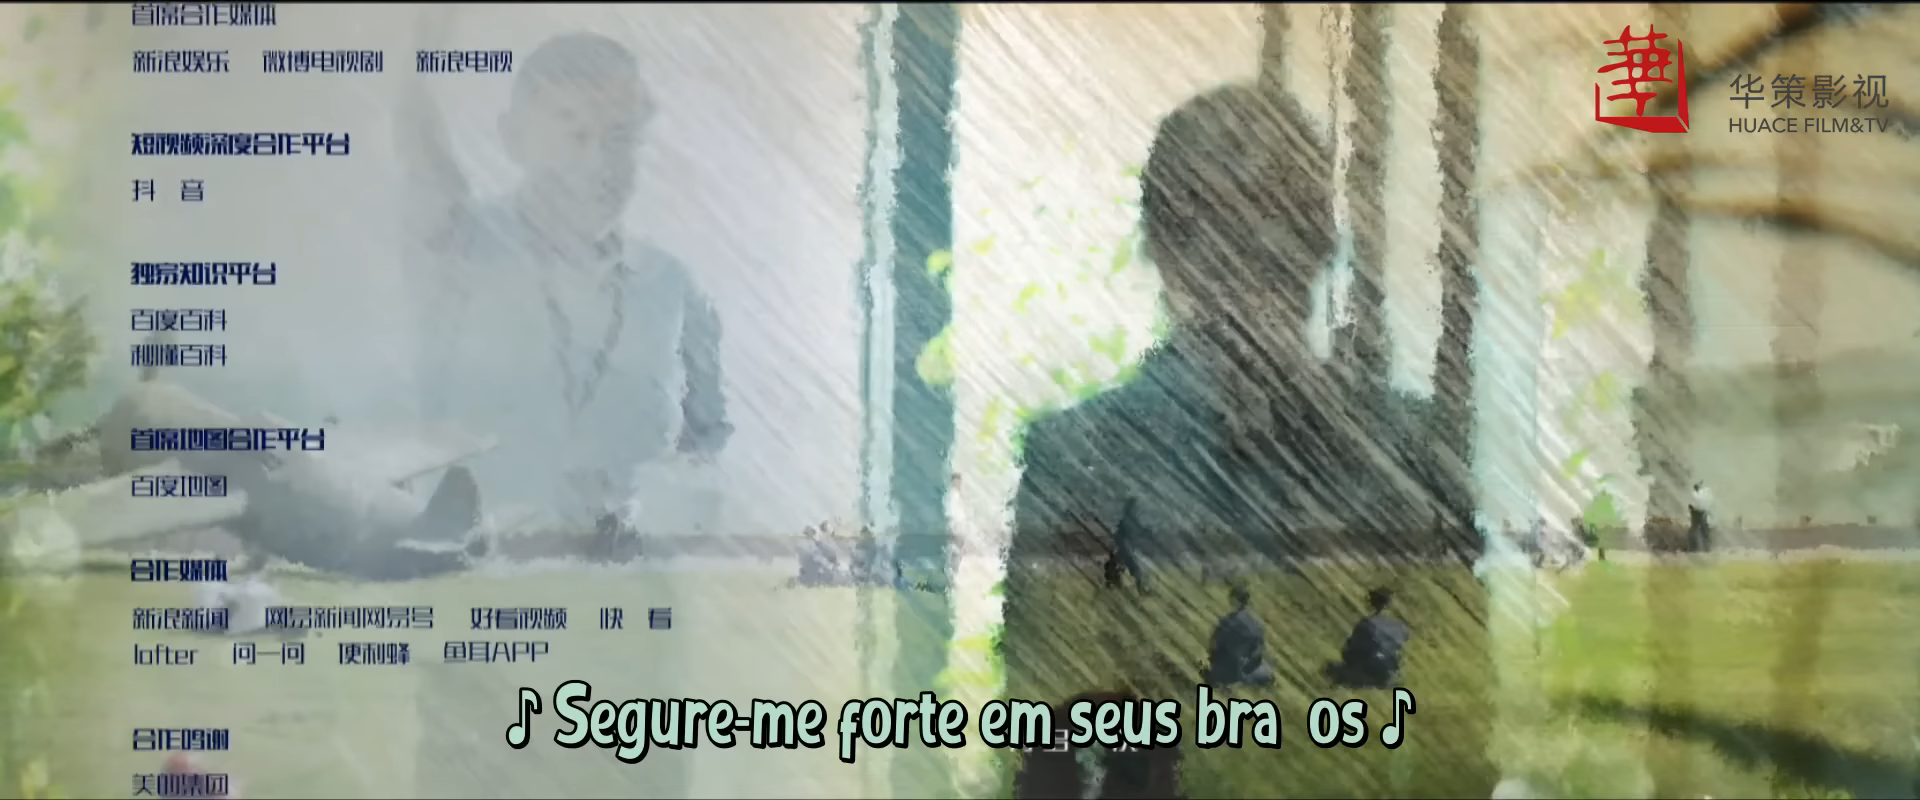 首席合作媒体
新浪娱乐 微博电视剧 新浪电视
短视频深度合作平台
抖 音
独家知识平台
百度百科
秒懂百科
首席地图合作平台
百度地图
合作媒体
新浪新闻 网易新闻网易号 好看视频 快 看
lofter 问一问 便利蜂 鱼耳APP
合作鸣谢
美的集团
華
华策影视
HUACE FILM&TV
♪ Segure-me forte em seus bra os ♪